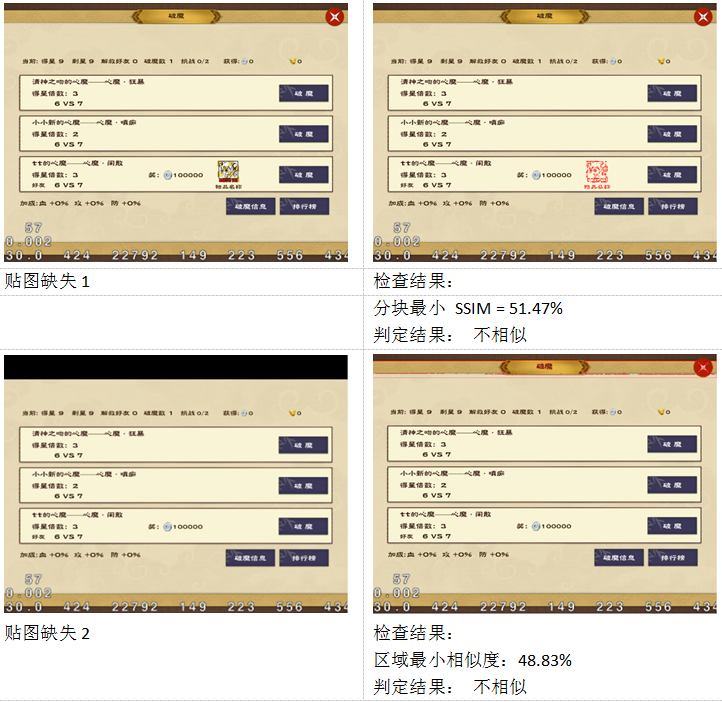 破魔
当前: 得星 9 剩星 9 解救好友 0 破魔数 1 挑战 0/2 获得: 0 0
清神之吻的心魔——心魔·狂暴
得星倍数: 3
6 VS 7
破 魔
小小新的心魔——心魔·嗔痴
得星倍数: 2
6 VS 7
破 魔
tt的心魔——心魔·闲散
得星倍数: 3 奖: 100000
好友 6 VS 7
物品名称
破 魔
加成: 血 +0% 攻 +0% 防 +0%
破魔信息 排行榜
57
0.002
30.0 424 22792 149 223 556 434
破魔
当前: 得星 9 剩星 9 解救好友 0 破魔数 1 挑战 0/2 获得: 0 0
清神之吻的心魔——心魔·狂暴
得星倍数: 3
6 VS 7
破 魔
小小新的心魔——心魔·嗔痴
得星倍数: 2
6 VS 7
破 魔
tt的心魔——心魔·闲散
得星倍数: 3 奖: 100000
好友 6 VS 7
物品名称
破 魔
加成: 血 +0% 攻 +0% 防 +0%
破魔信息 排行榜
57
0.002
30.0 424 22792 149 223 556 434
贴图缺失 1
检查结果：
分块最小 SSIM = 51.47%
判定结果： 不相似
当前: 得星 9 剩星 9 解救好友 0 破魔数 1 挑战 0/2 获得: 0 0
清神之吻的心魔——心魔·狂暴
得星倍数: 3
6 VS 7
破 魔
小小新的心魔——心魔·嗔痴
得星倍数: 2
6 VS 7
破 魔
tt的心魔——心魔·闲散
得星倍数: 3 奖: 100000
好友 6 VS 7
破 魔
加成: 血 +0% 攻 +0% 防 +0%
破魔信息 排行榜
57
0.002
30.0 424 22792 149 223 556 434
破魔
当前: 得星 9 剩星 9 解救好友 0 破魔数 1 挑战 0/2 获得: 0 0
清神之吻的心魔——心魔·狂暴
得星倍数: 3
6 VS 7
破 魔
小小新的心魔——心魔·嗔痴
得星倍数: 2
6 VS 7
破 魔
tt的心魔——心魔·闲散
得星倍数: 3 奖: 100000
好友 6 VS 7
破 魔
加成: 血 +0% 攻 +0% 防 +0%
破魔信息 排行榜
57
0.002
30.0 424 22792 149 223 556 434
贴图缺失 2
检查结果：
区域最小相似度：48.83%
判定结果： 不相似